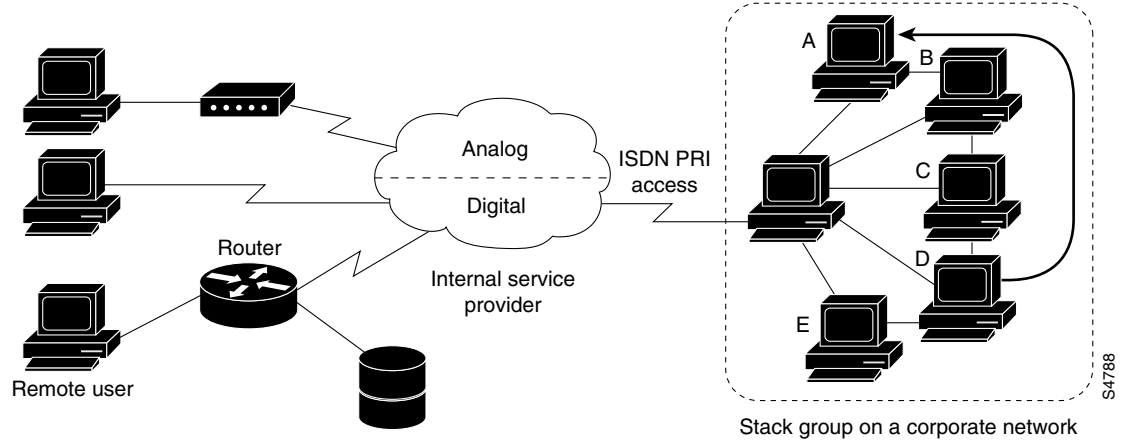 A
B
Analog
ISDN PRI
access
C
Digital
Router
D
Internal service
provider
E
Remote user
S4788
Stack group on a corporate network